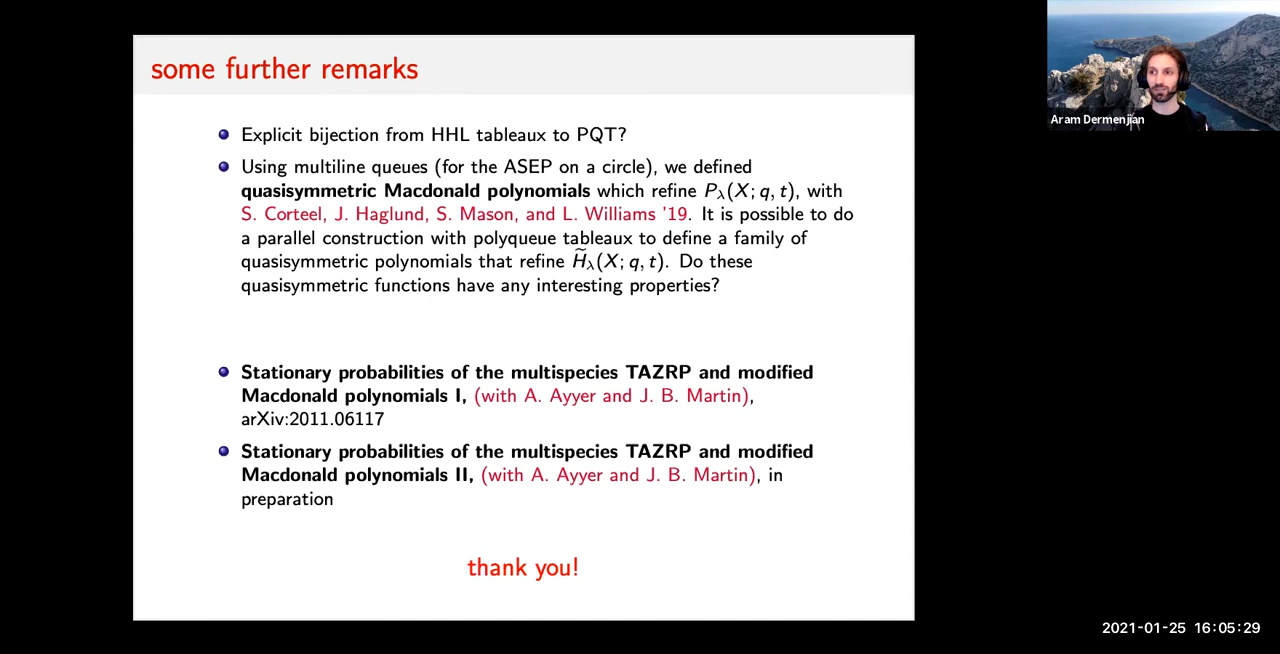 some further remarks
Explicit bijection from HHL tableaux to PQT?
Using multiline queues (for the ASEP on a circle), we defined
quasisymmetric Macdonald polynomials which refine P_λ(X; q, t), with
S. Corteel, J. Haglund, S. Mason, and L. Williams '19. It is possible to do
a parallel construction with polyqueue tableaux to define a family of
quasisymmetric polynomials that refine H̃_λ(X; q, t). Do these
quasisymmetric functions have any interesting properties?
Stationary probabilities of the multispecies TAZRP and modified
Macdonald polynomials I, (with A. Ayyer and J. B. Martin),
arXiv:2011.06117
Stationary probabilities of the multispecies TAZRP and modified
Macdonald polynomials II, (with A. Ayyer and J. B. Martin), in
preparation
thank you!
Aram Dermenjian
2021-01-25 16:05:29